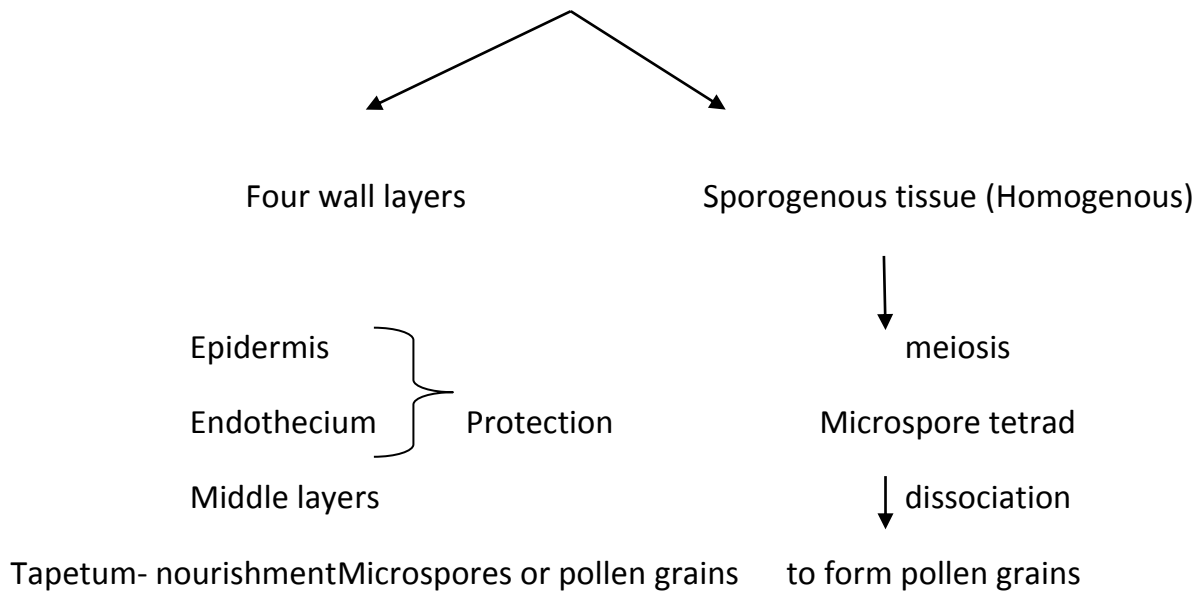 Four wall layers Sporogenous tissue (Homogenous)
Epidermis meiosis
Endothecium Protection Microspore tetrad
Middle layers dissociation
Tapetum- nourishmentMicrospores or pollen grains to form pollen grains